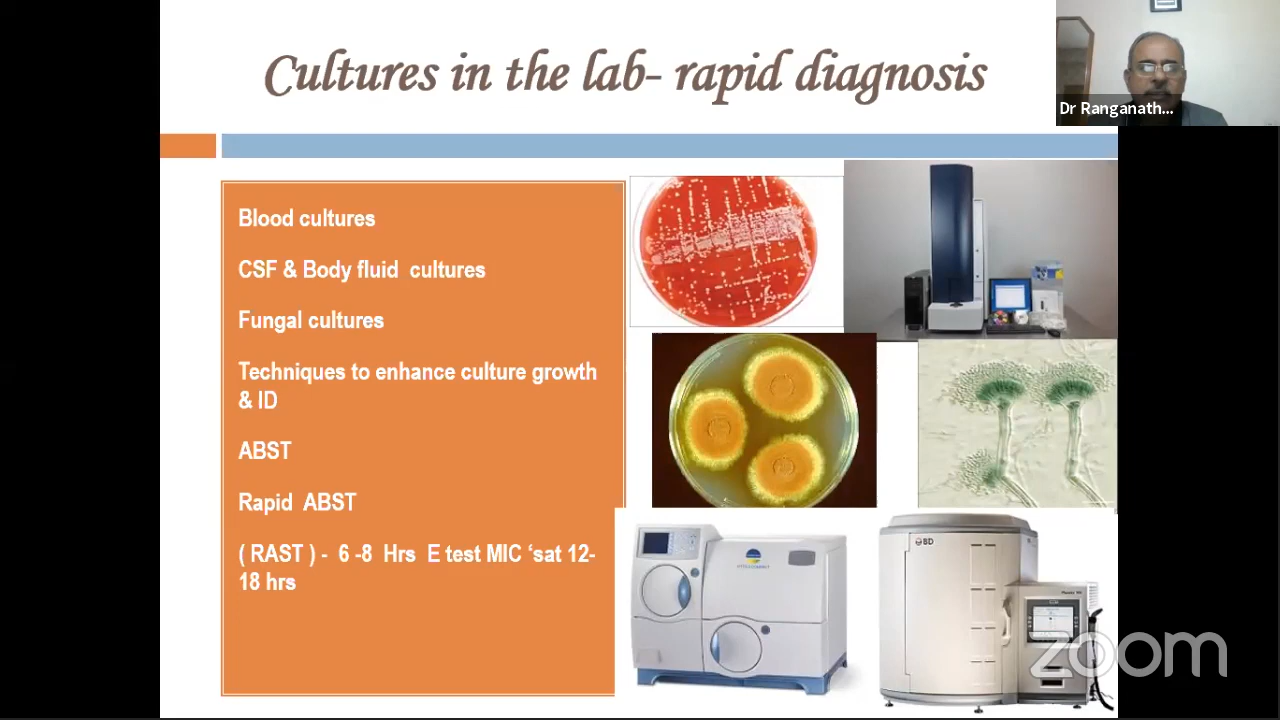 Cultures in the lab- rapid diagnosis
Dr Ranganath...
Blood cultures
CSF & Body fluid  cultures
Fungal cultures
Techniques to enhance culture growth
& ID
ABST
Rapid  ABST
( RAST ) -  6 -8  Hrs  E test MIC ‘sat 12-
18 hrs
BD
zoom